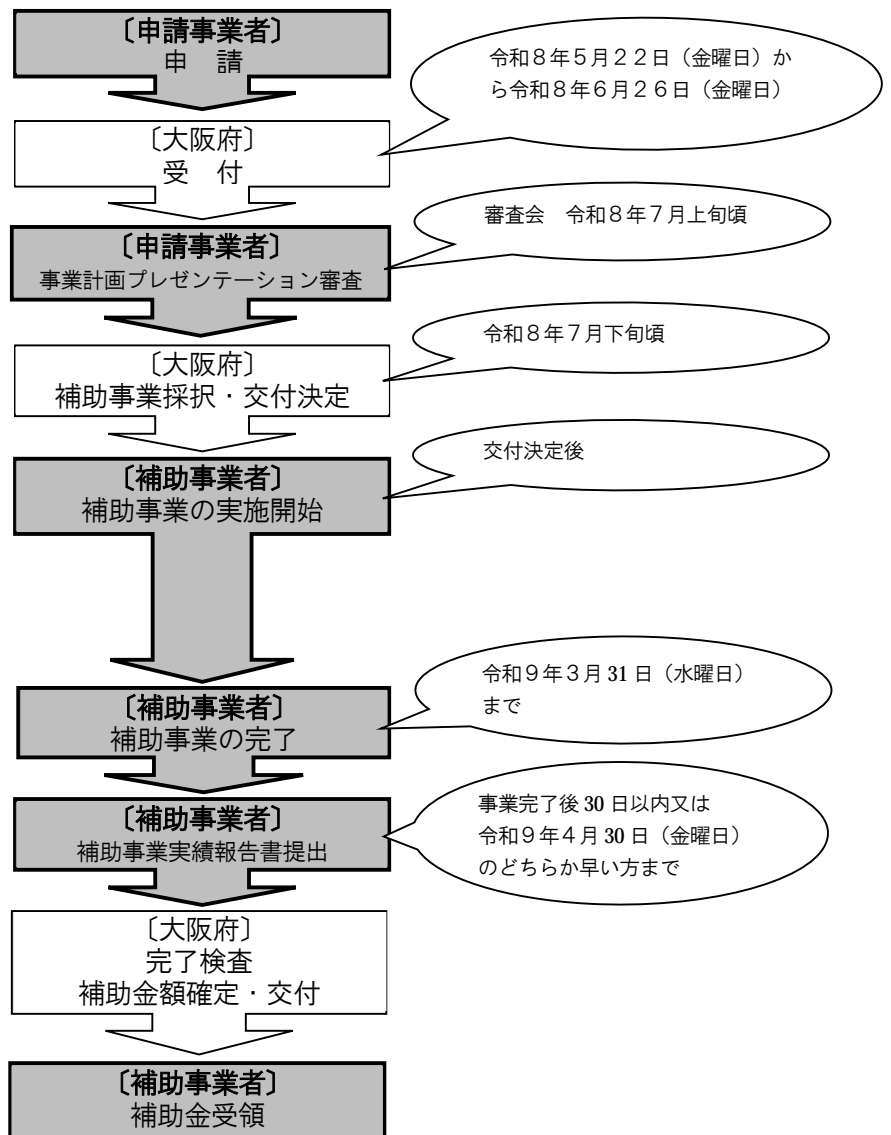 〔申請事業者〕
申　請
令和８年５月２２日（金曜日）か
ら令和８年６月２６日（金曜日）
〔大阪府〕
受　付
審査会　令和８年７月上旬頃
〔申請事業者〕
事業計画プレゼンテーション審査
令和８年７月下旬頃
〔大阪府〕
補助事業採択・交付決定
交付決定後
〔補助事業者〕
補助事業の実施開始
令和９年３月 31 日（水曜日）
まで
〔補助事業者〕
補助事業の完了
事業完了後 30 日以内又は
令和９年４月 30 日（金曜日）
のどちらか早い方まで
〔補助事業者〕
補助事業実績報告書提出
〔大阪府〕
完了検査
補助金額確定・交付
〔補助事業者〕
補助金受領